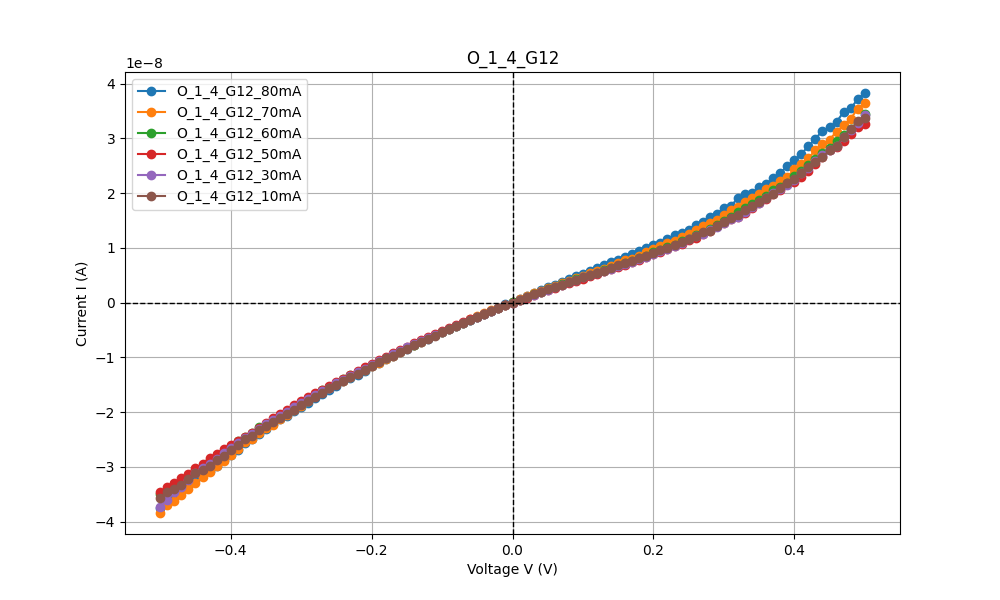 O_1_4_G12
1e−8
O_1_4_G12_80mA
O_1_4_G12_70mA
O_1_4_G12_60mA
O_1_4_G12_50mA
O_1_4_G12_30mA
O_1_4_G12_10mA
4
3
2
1
0
−1
−2
−3
−4
Current I (A)
−0.4 −0.2 0.0 0.2 0.4
Voltage V (V)